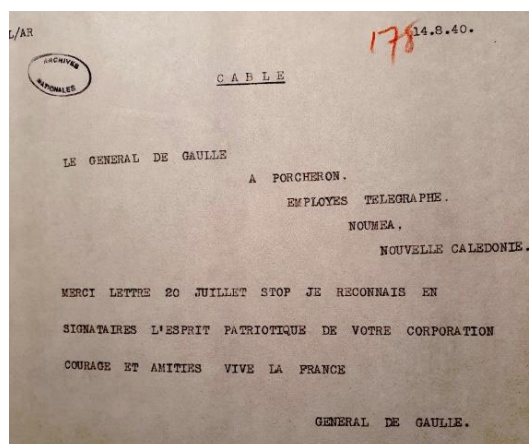 L/AR
178
14.8.40.
ARCHIVES
NATIONALES
CABLE
LE GENERAL DE GAULLE
A PORCHERON.
EMPLOYES TELEGRAPHE.
NOUMEA,
NOUVELLE CALEDONIE.
MERCI LETTRE 20 JUILLET STOP JE RECONNAIS EN
SIGNATAIRES L'ESPRIT PATRIOTIQUE DE VOTRE CORPORATION
COURAGE ET AMITIES VIVE LA FRANCE
GENERAL DE GAULLE.